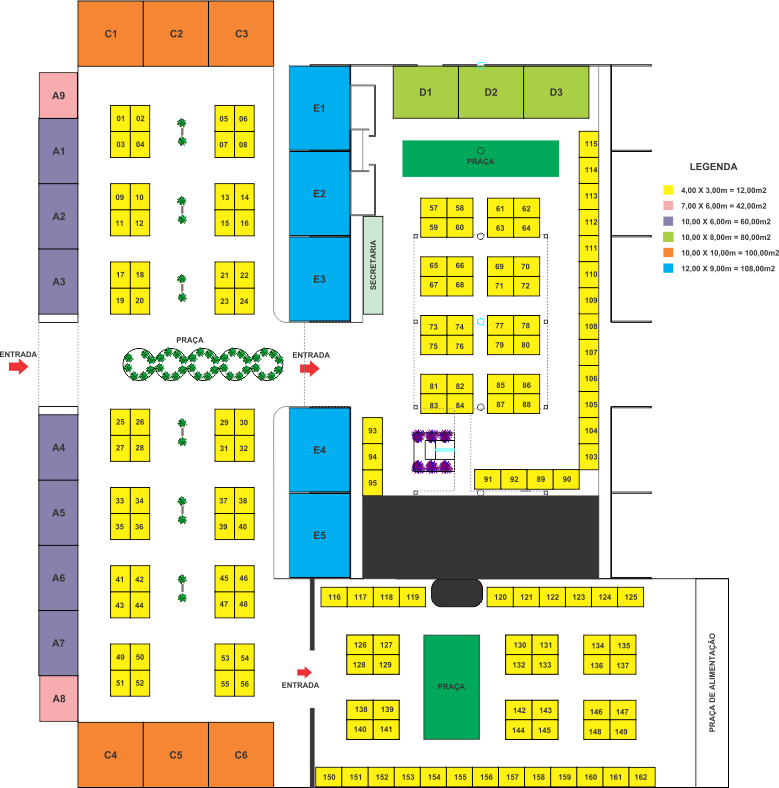 C1 C2 C3
A9
A1
A2
A3
01 02
03 04
05 06
07 08
09 10
11 12
13 14
15 16
17 18
19 20
21 22
23 24
PRAÇA
ENTRADA
ENTRADA
25 26
27 28
29 30
31 32
33 34
35 36
37 38
39 40
41 42
43 44
45 46
47 48
49 50
51 52
53 54
55 56
A4
A5
A6
A7
A8
C4 C5 C6
E1
E2
E3
SECRETARIA
E4
E5
D1 D2 D3
PRAÇA
57 58
59 60
61 62
63 64
65 66
67 68
69 70
71 72
73 74
75 76
77 78
79 80
81 82
83 84
85 86
87 88
93
94
95
91 92 89 90
115
114
113
112
111
110
109
108
107
106
105
104
103
LEGENDA
4,00 X 3,00m = 12,00m2
7,00 X 6,00m = 42,00m2
10,00 X 6,00m = 60,00m2
10,00 X 8,00m = 80,00m2
10,00 X 10,00m = 100,00m2
12,00 X 9,00m = 108,00m2
116 117 118 119
120 121 122 123 124 125
ENTRADA
126 127
128 129
130 131
132 133
134 135
136 137
PRAÇA
138 139
140 141
142 143
144 145
146 147
148 149
150 151 152 153 154 155 156 157 158 159 160 161 162
PRAÇA DE ALIMENTAÇÃO